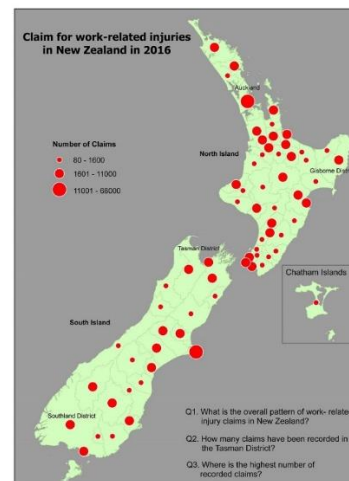 Claim for work-related injuries
in New Zealand in 2016
Auckland
Number of Claims
60 - 1600
1601 - 11000
11001 - 68000
North Island
Gisborne District
Tasman District
Chatham Islands
South Island
Southland District
Q1. What is the overall pattern of work- related
injury claims in New Zealand?
Q2. How many claims have been recorded in
the Tasman District?
Q3. Where is the highest number of
recorded claims?